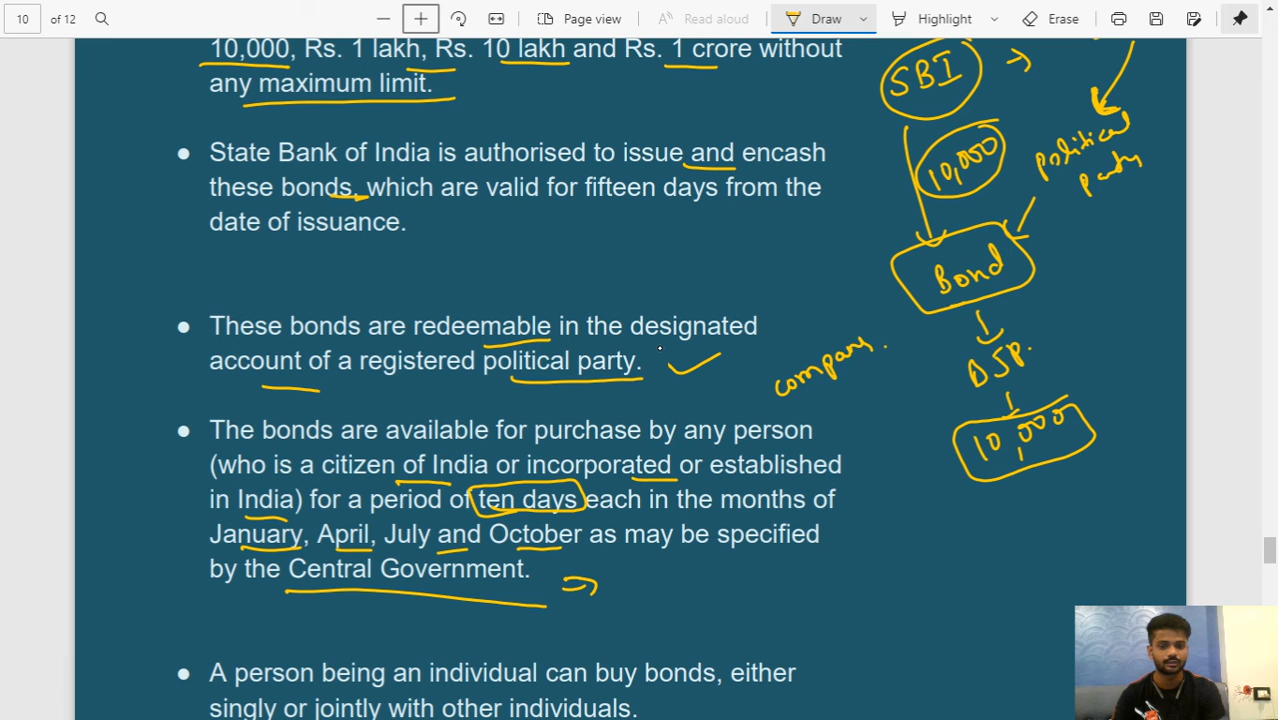 10
of 12
Page view
Read aloud
Draw
Highlight
Erase
10,000, Rs. 1 lakh, Rs. 10 lakh and Rs. 1 crore without
any maximum limit.
● State Bank of India is authorised to issue and encash
these bonds, which are valid for fifteen days from the
date of issuance.
● These bonds are redeemable in the designated
account of a registered political party.
● The bonds are available for purchase by any person
(who is a citizen of India or incorporated or established
in India) for a period of ten days each in the months of
January, April, July and October as may be specified
by the Central Government.
● A person being an individual can buy bonds, either
singly or jointly with other individuals.
SBI
10,000
political
party
Bond
10,000